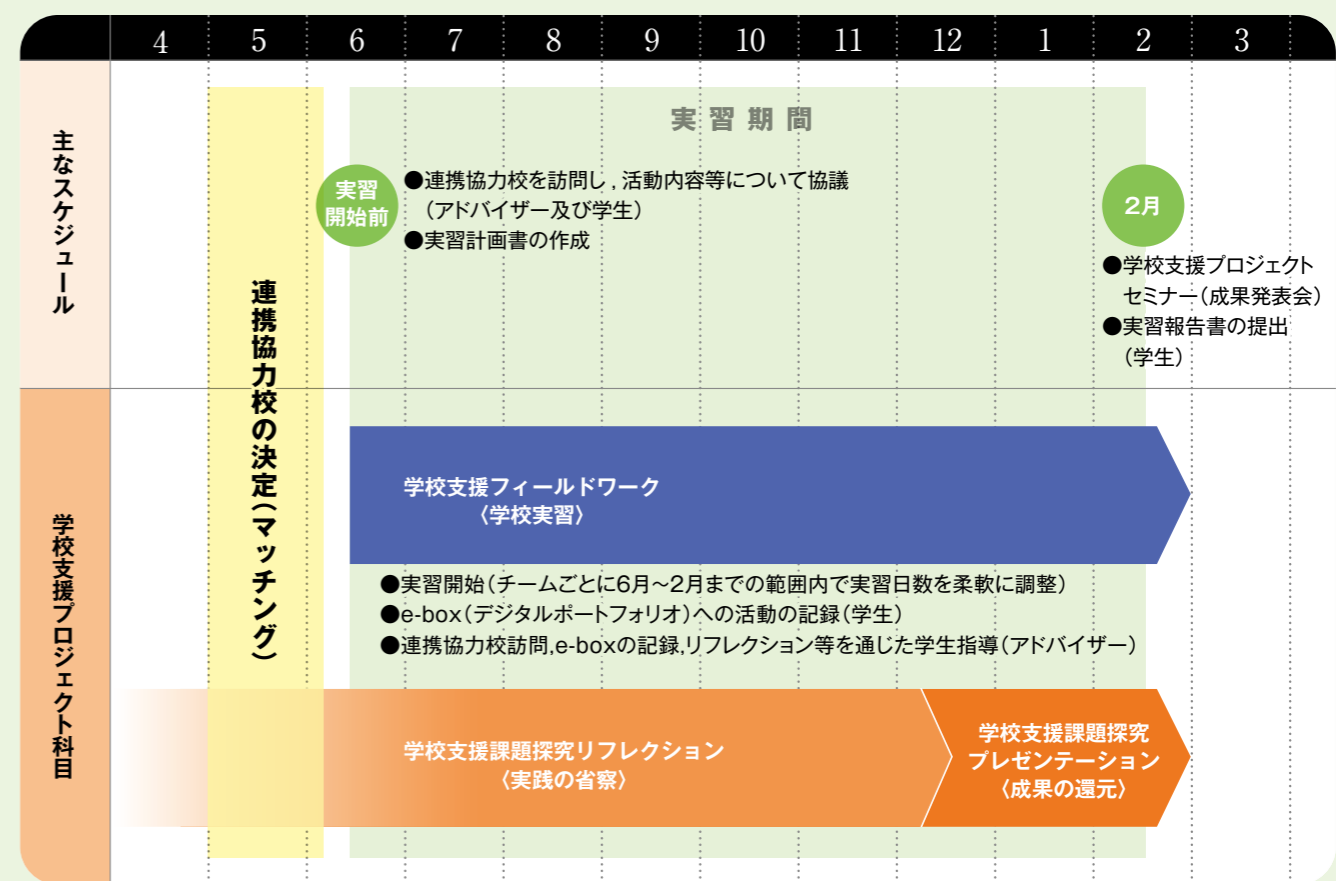 4 5 6 7 8 9 10 11 12 1 2 3
主なスケジュール
連携協力校の決定（マッチング）
実習期間
実習
開始前
●連携協力校を訪問し，活動内容等について協議
（アドバイザー及び学生）
●実習計画書の作成
2月
●学校支援プロジェクト
セミナー（成果発表会）
●実習報告書の提出
（学生）
学校支援プロジェクト科目
学校支援フィールドワーク
〈学校実習〉
●実習開始（チームごとに6月～2月までの範囲内で実習日数を柔軟に調整）
●e-box（デジタルポートフォリオ）への活動の記録（学生）
●連携協力校訪問,e-boxの記録,リフレクション等を通じた学生指導（アドバイザー）
学校支援課題探究リフレクション
〈実践の省察〉
学校支援課題探究
プレゼンテーション
〈成果の還元〉